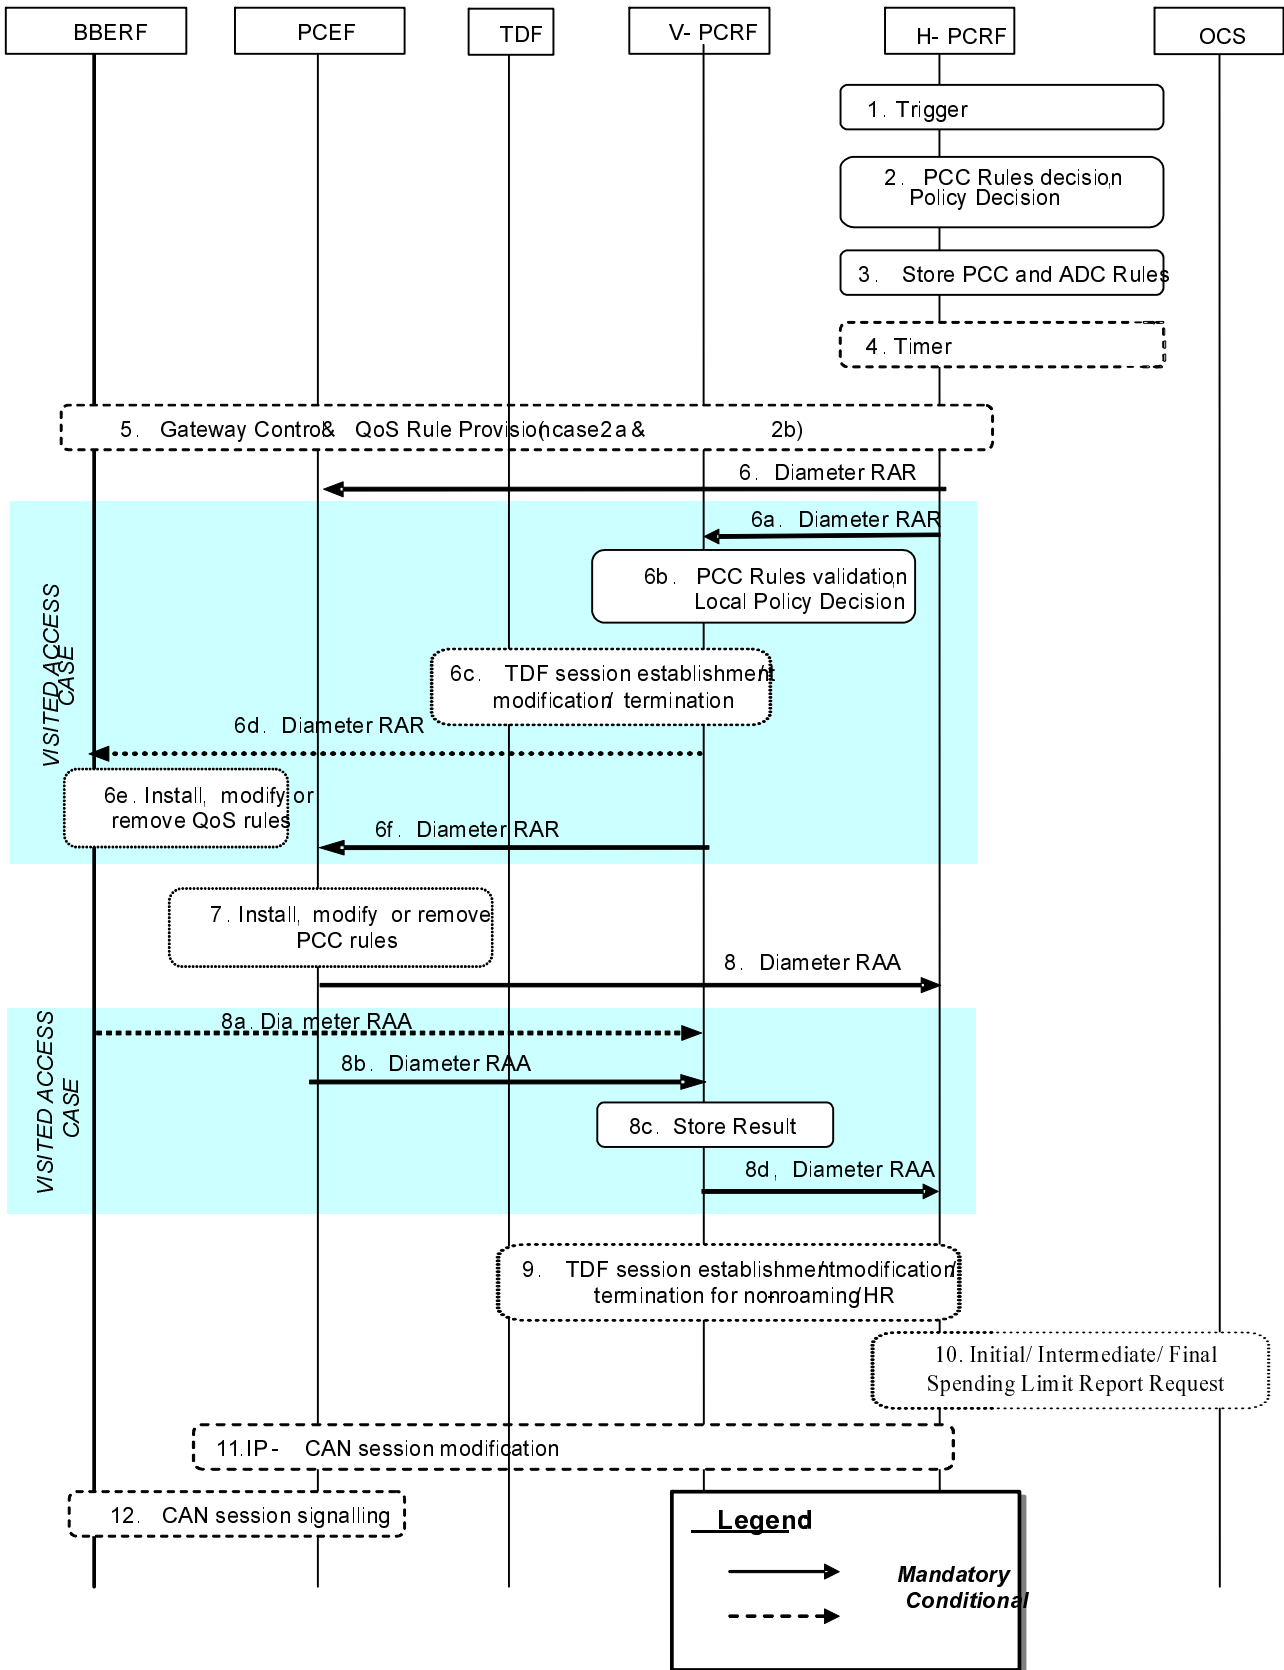 BBERF
PCEF
TDF
V- PCRF
H- PCRF
OCS
1. Trigger
2. PCC Rules decision,
Policy Decision
3. Store PCC and ADC Rules
4. Timer
5. Gateway Control & QoS Rule Provision (case 2a & 2b)
6. Diameter RAR
6a. Diameter RAR
6b. PCC Rules validation,
Local Policy Decision
VISITED ACCESS
CASE
6c. TDF session establishment/
modification/ termination
6d. Diameter RAR
6e. Install, modify or
remove QoS rules
6f. Diameter RAR
7. Install, modify or remove
PCC rules
8. Diameter RAA
VISITED ACCESS
CASE
8a. Diameter RAA
8b. Diameter RAA
8c. Store Result
8d, Diameter RAA
9. TDF session establishment/modification/
termination for non-roaming/HR
10. Initial/ Intermediate/ Final
Spending Limit Report Request
11.IP- CAN session modification
12. CAN session signalling
Legend
Mandatory
Conditional